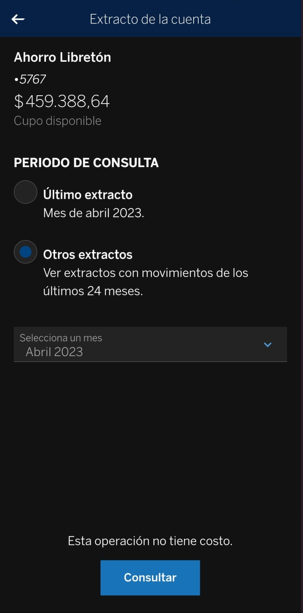 Extracto de la cuenta
Ahorro Libretón
•5767
$459.388,64
Cupo disponible
PERIODO DE CONSULTA
Último extracto
Mes de abril 2023.
Otros extractos
Ver extractos con movimientos de los
últimos 24 meses.
Selecciona un mes
Abril 2023
Esta operación no tiene costo.
Consultar